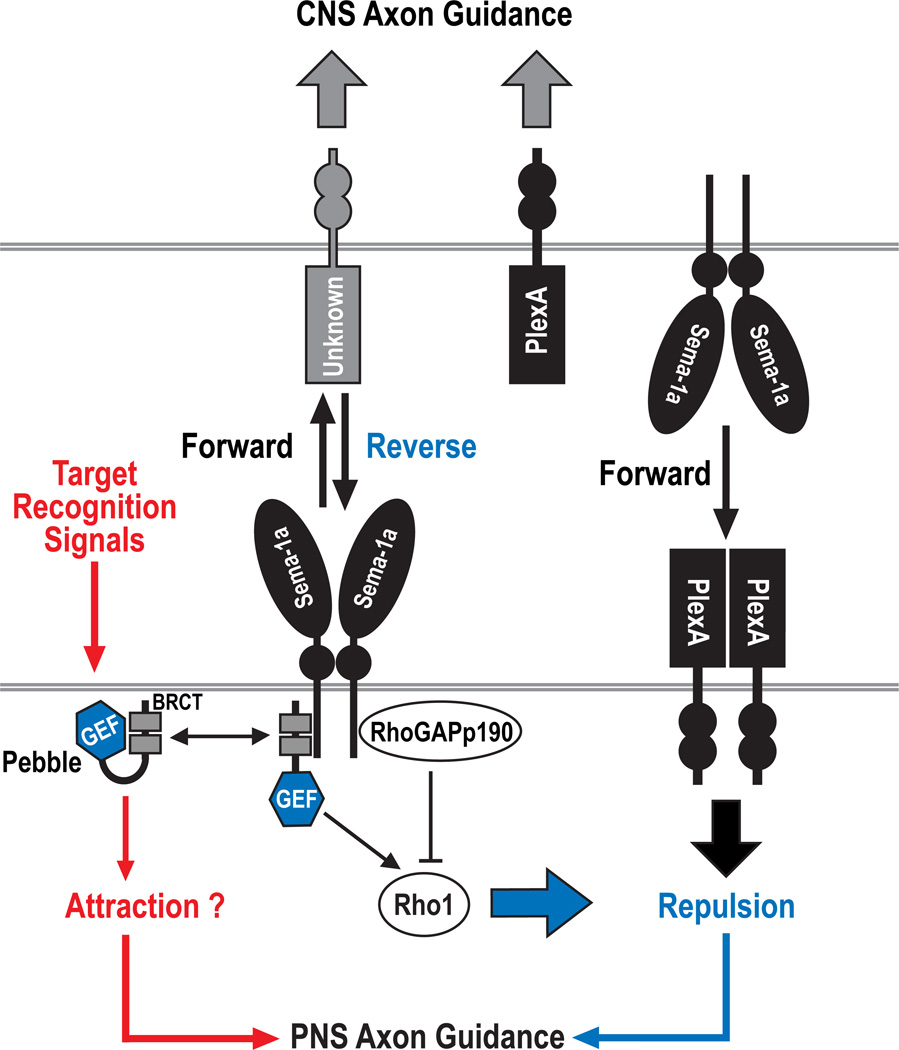 CNS Axon Guidance
Unknown
PlexA
Sema-1a
Sema-1a
Forward
Reverse
Forward
Target
Recognition
Signals
Sema-1a
Sema-1a
PlexA
PlexA
BRCT
GEF
Pebble
RhoGAPp190
GEF
Attraction ?
Rho1
Repulsion
PNS Axon Guidance